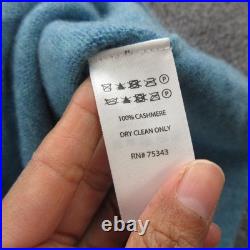 100% CASHMERE
DRY CLEAN ONLY
RN# 75343